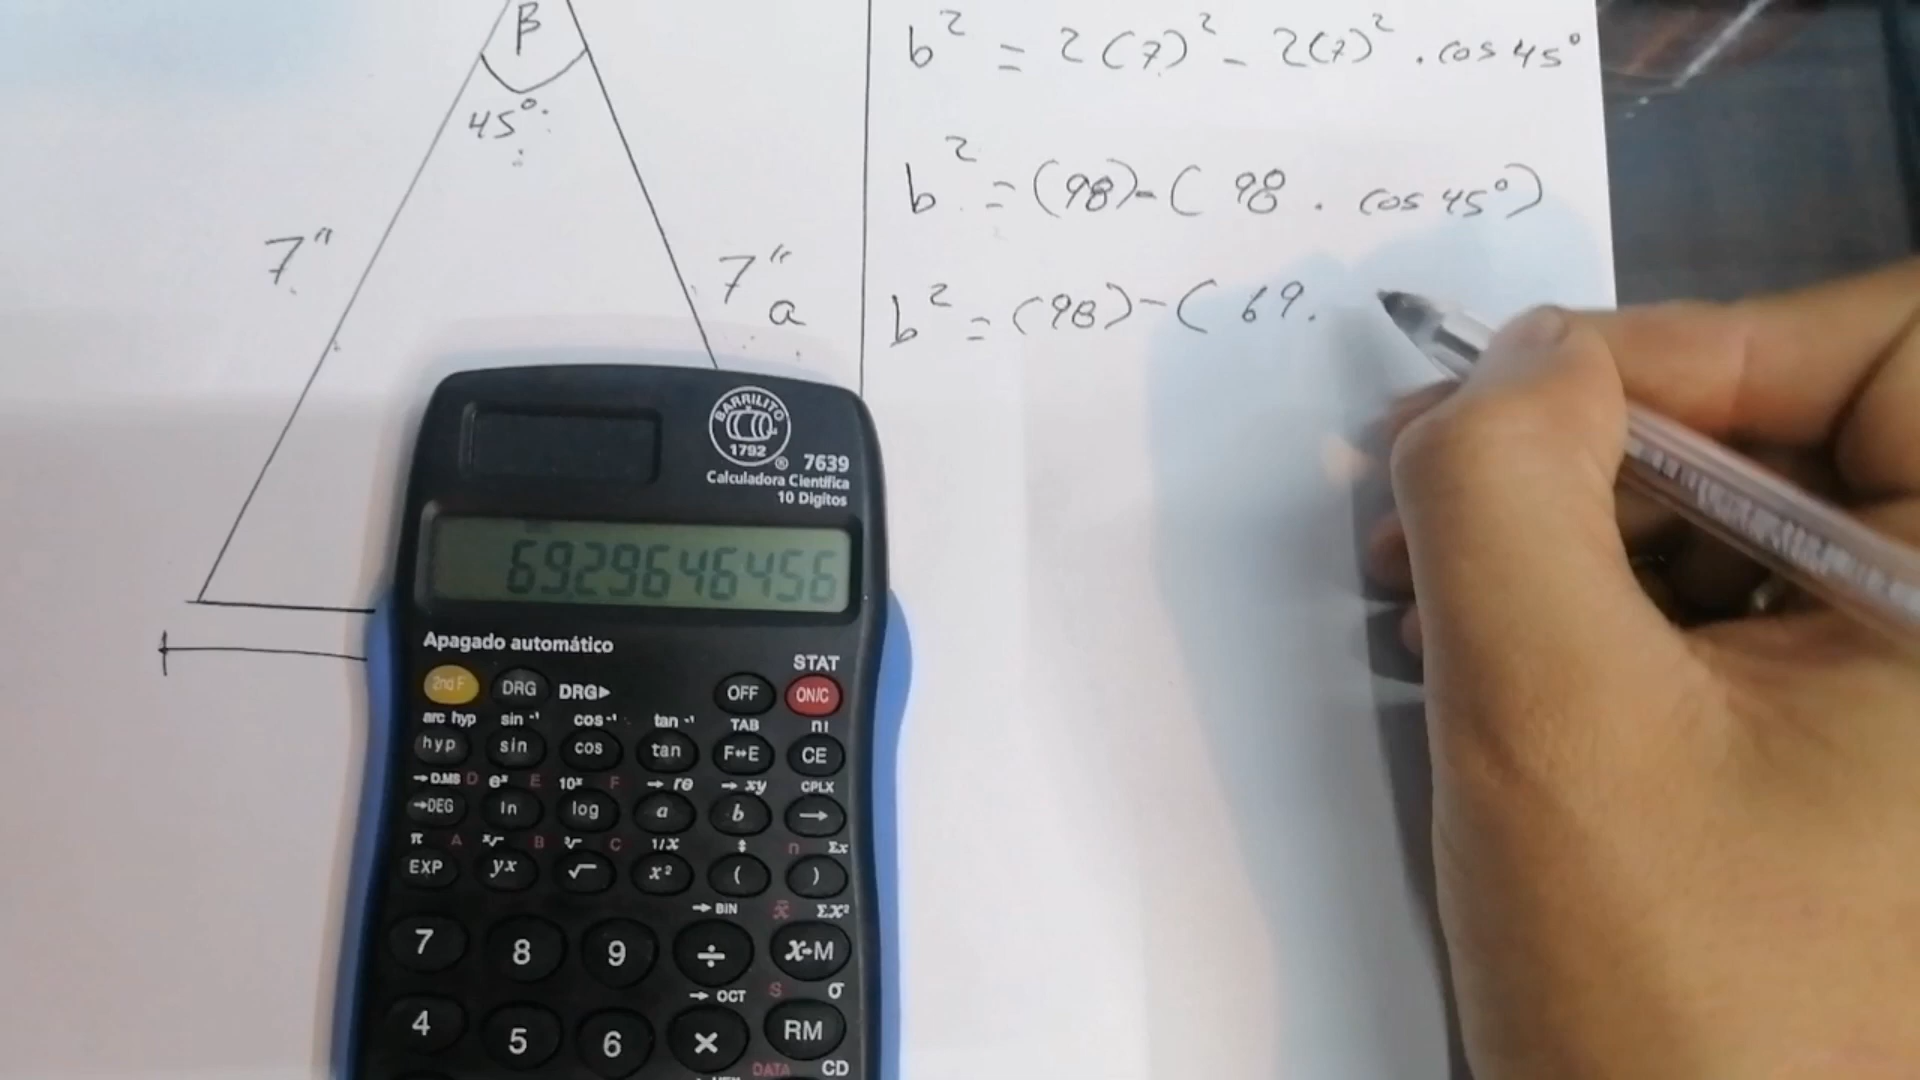 β
45°
7"
7"
a
b² = 2(7)² - 2(7)² . cos 45°
b² = (98)-( 98 . cos 45°)
b² = (98)-( 69.
BARRILITO
1792
® 7639
Calculadora Científica
10 Digitos
69.29646456
Apagado automático
STAT
2nd F DRG DRG► OFF ON/C
arc hyp sin⁻¹ cos⁻¹ tan⁻¹ TAB n!
hyp sin cos tan F↔E CE
→D.MS D eˣ E 10ˣ F →rθ →xy CPLX
→DEG ln log a b →
π A ˣ√ B ³√ C 1/X ↕ n Σx
EXP yx √ x² ( )
→BIN x̄ ΣX²
7 8 9 ÷ X→M
→OCT S σ
4 5 6 × RM
DATA CD